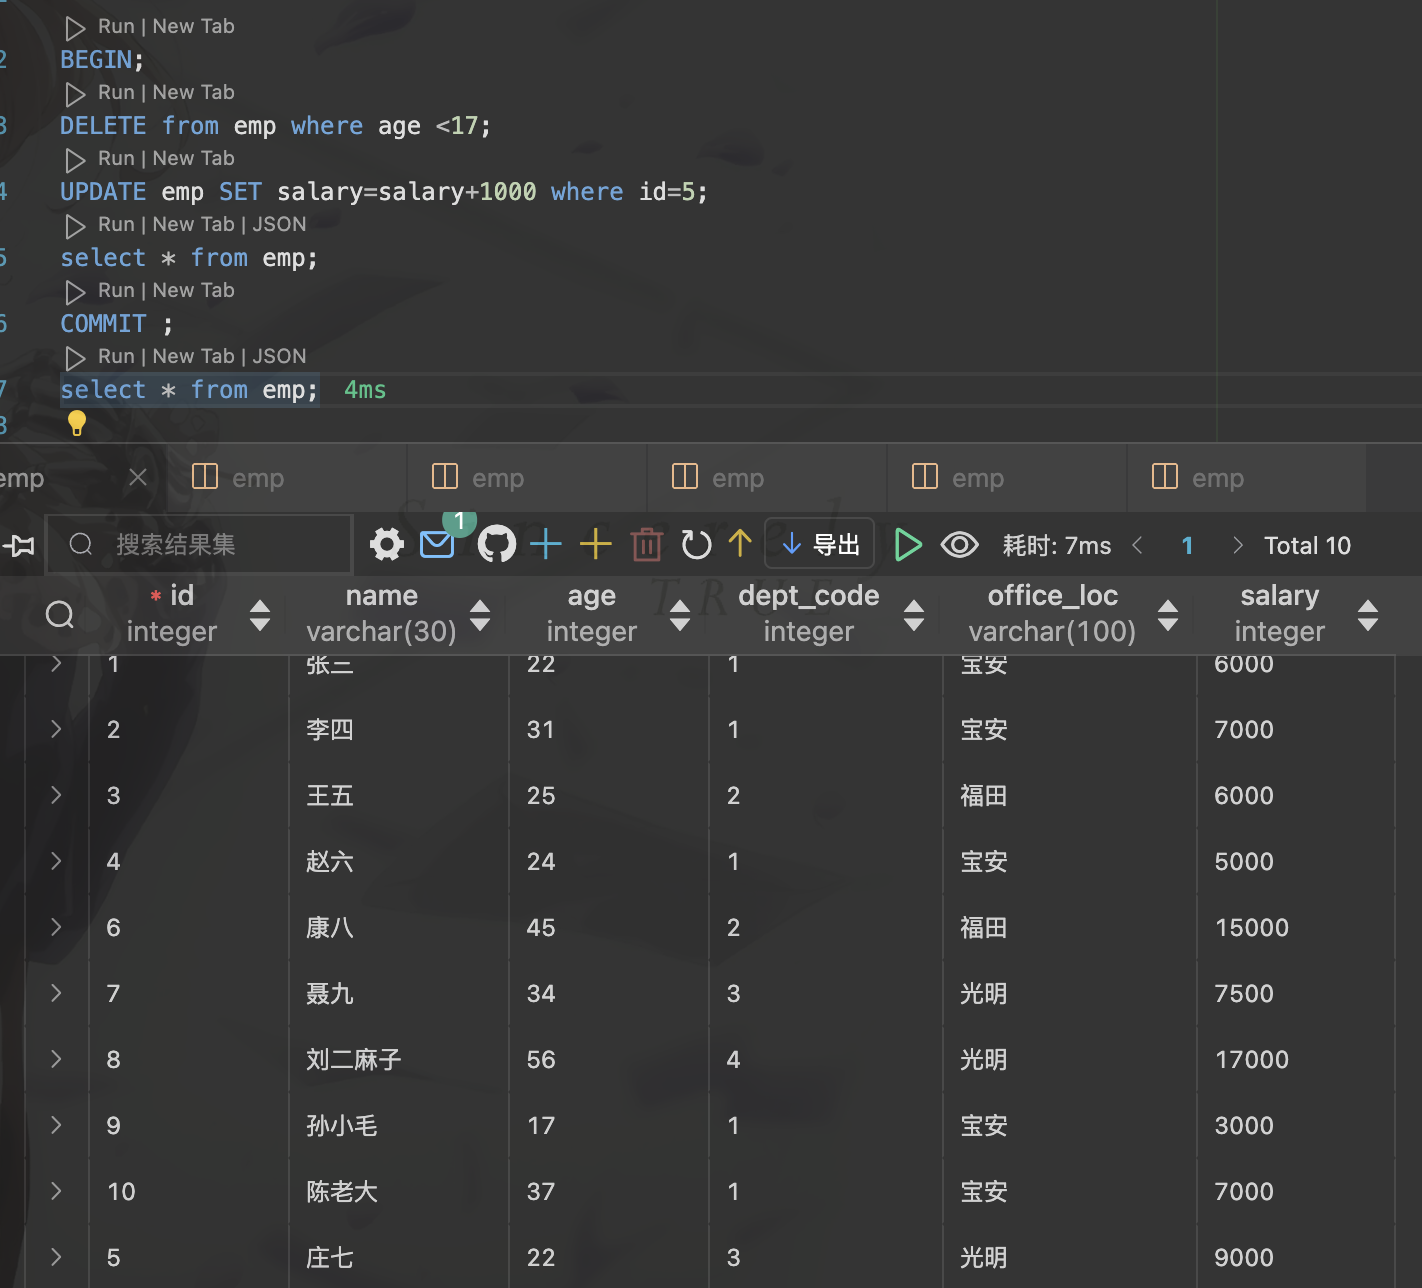 Run | New Tab
2 BEGIN;
Run | New Tab
3 DELETE from emp where age <17;
Run | New Tab
4 UPDATE emp SET salary=salary+1000 where id=5;
Run | New Tab | JSON
5 select * from emp;
Run | New Tab
6 COMMIT ;
Run | New Tab | JSON
7 select * from emp; 4ms
8
emp emp emp emp emp emp
搜索结果集 1 导出 耗时: 7ms 1 Total 10
* id name age dept_code office_loc salary
integer varchar(30) integer integer varchar(100) integer
1 张三 22 1 宝安 6000
2 李四 31 1 宝安 7000
3 王五 25 2 福田 6000
4 赵六 24 1 宝安 5000
6 康八 45 2 福田 15000
7 聂九 34 3 光明 7500
8 刘二麻子 56 4 光明 17000
9 孙小毛 17 1 宝安 3000
10 陈老大 37 1 宝安 7000
5 庄七 22 3 光明 9000